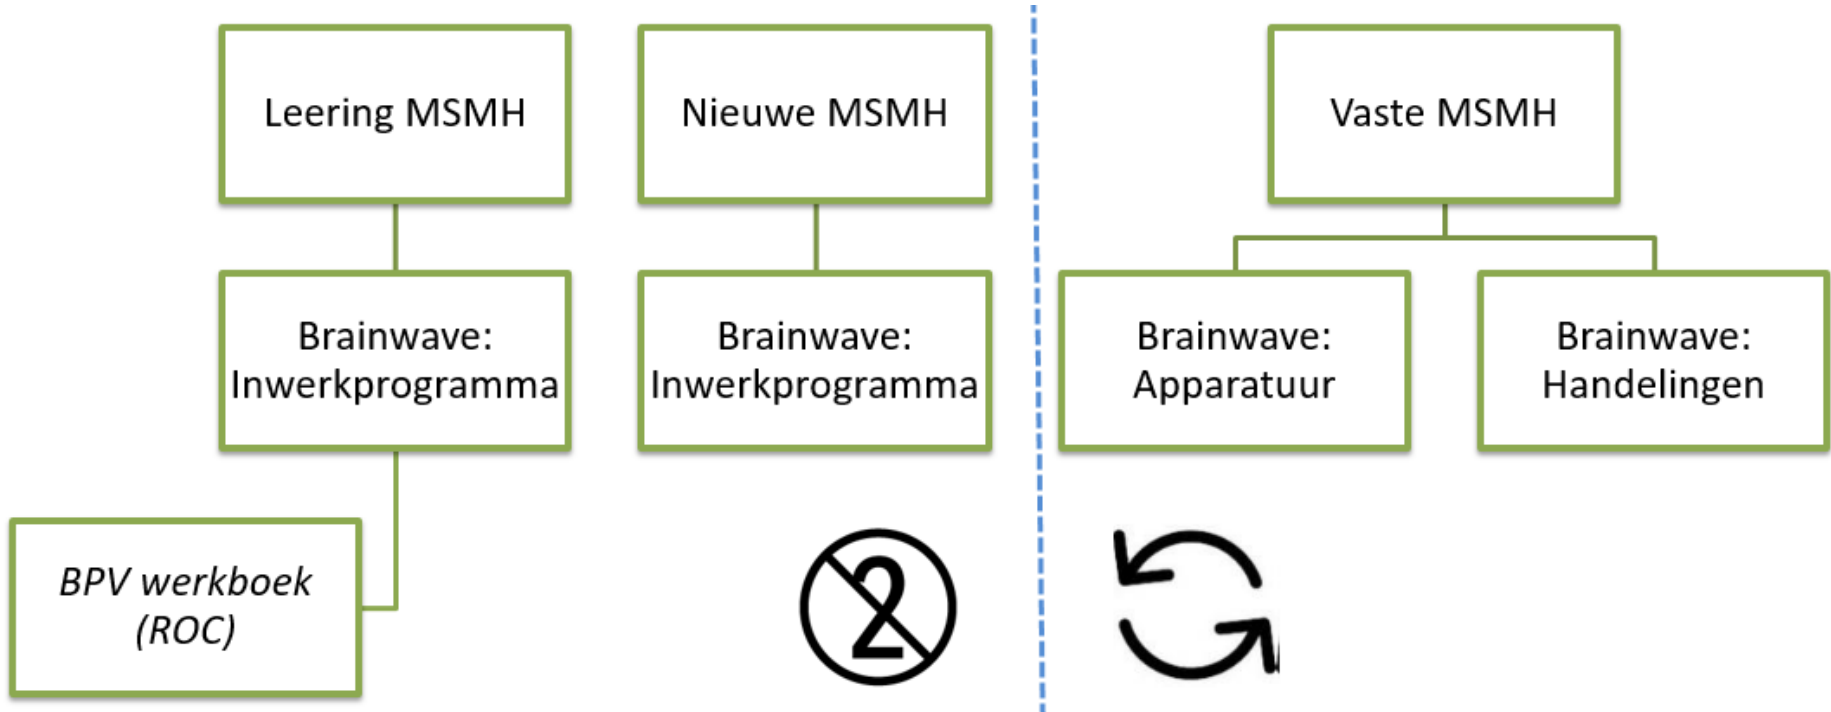 Leering MSMH
Nieuwe MSMH
Vaste MSMH
Brainwave:
Inwerkprogramma
Brainwave:
Inwerkprogramma
Brainwave:
Apparatuur
Brainwave:
Handelingen
BPV werkboek
(ROC)
2